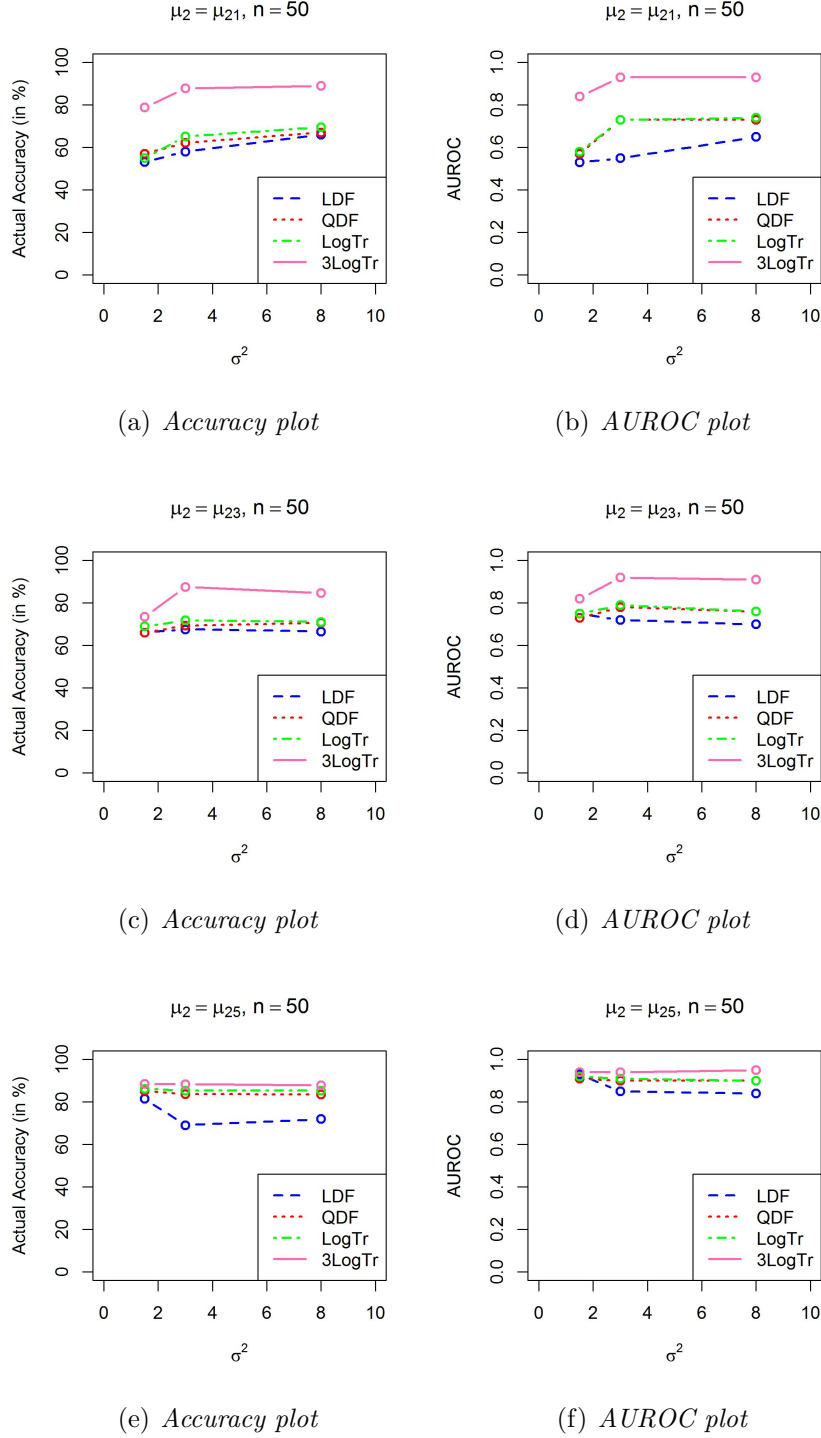 μ₂ = μ₂₁, n = 50
Actual Accuracy (in %)
0 20 40 60 80 100
0 2 4 6 8 10
σ²
LDF
QDF
LogTr
3LogTr
(a) Accuracy plot
μ₂ = μ₂₁, n = 50
AUROC
0.0 0.2 0.4 0.6 0.8 1.0
0 2 4 6 8 10
σ²
LDF
QDF
LogTr
3LogTr
(b) AUROC plot
μ₂ = μ₂₃, n = 50
Actual Accuracy (in %)
0 20 40 60 80 100
0 2 4 6 8 10
σ²
LDF
QDF
LogTr
3LogTr
(c) Accuracy plot
μ₂ = μ₂₃, n = 50
AUROC
0.0 0.2 0.4 0.6 0.8 1.0
0 2 4 6 8 10
σ²
LDF
QDF
LogTr
3LogTr
(d) AUROC plot
μ₂ = μ₂₅, n = 50
Actual Accuracy (in %)
0 20 40 60 80 100
0 2 4 6 8 10
σ²
LDF
QDF
LogTr
3LogTr
(e) Accuracy plot
μ₂ = μ₂₅, n = 50
AUROC
0.0 0.2 0.4 0.6 0.8 1.0
0 2 4 6 8 10
σ²
LDF
QDF
LogTr
3LogTr
(f) AUROC plot